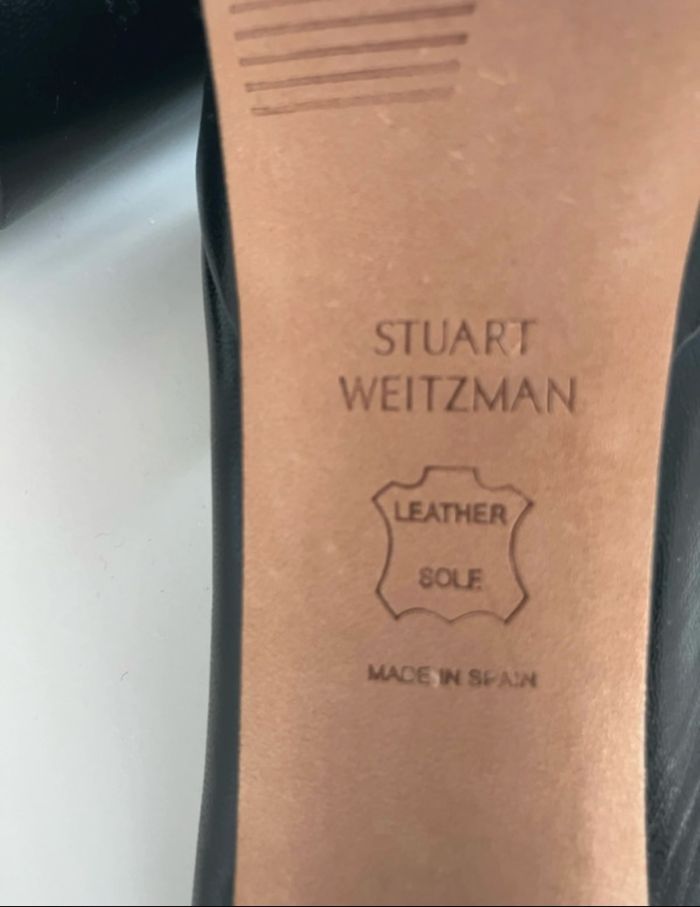 STUART
WEITZMAN
LEATHER
SOLE
MADE IN SPAIN